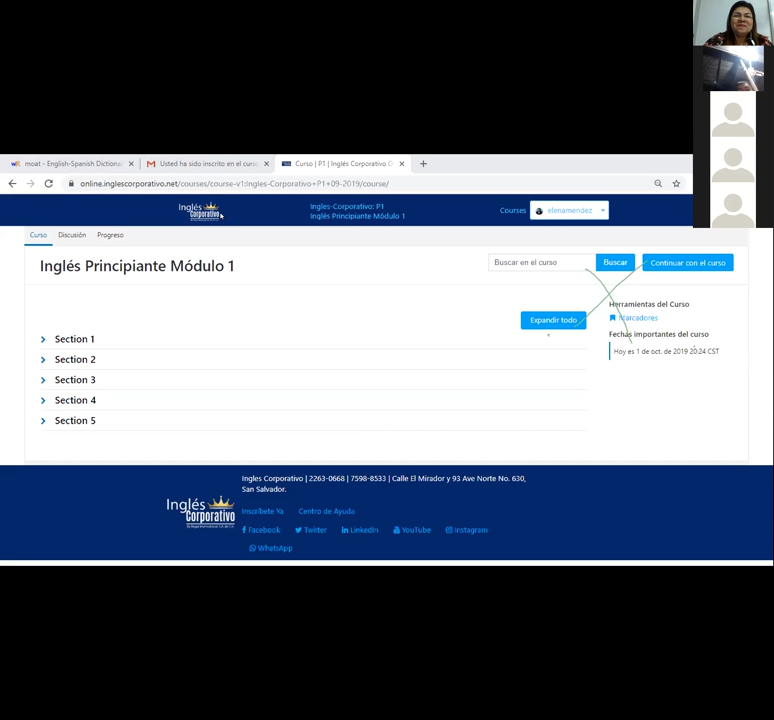 moat - English-Spanish Dictiona
Usted ha sido inscrito en el curso
Curso | P1 | Inglés Corporativo C
online.inglescorporativo.net/courses/course-v1:Ingles-Corporativo+P1+09-2019/course/
Inglés
Corporativo
Ingles-Corporativo: P1
Inglés Principiante Módulo 1
Courses
elenamendez
Curso
Discusión
Progreso
Inglés Principiante Módulo 1
Buscar en el curso
Buscar
Continuar con el curso
Expandir todo
Herramientas del Curso
Marcadores
Fechas importantes del curso
Hoy es 1 de oct. de 2019 20:24 CST
Section 1
Section 2
Section 3
Section 4
Section 5
Inglés
Corporativo
Ingles Corporativo | 2263-0668 | 7598-8533 | Calle El Mirador y 93 Ave Norte No. 630,
San Salvador.
Inscríbete Ya
Centro de Ayuda
Facebook
Twitter
LinkedIn
YouTube
Instagram
WhatsApp